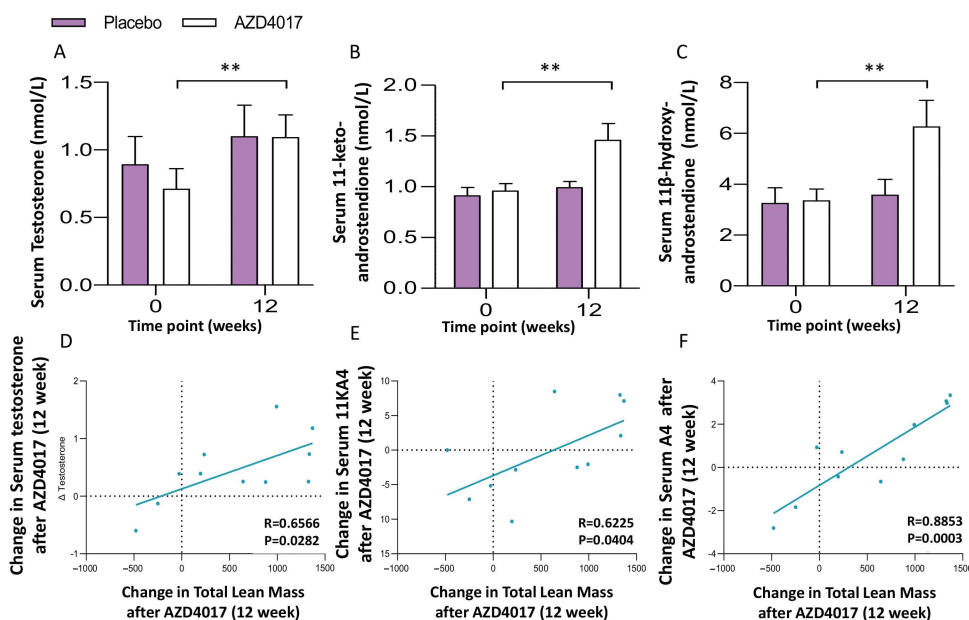 Placebo
AZD4017
A
Serum Testosterone (nmol/L)
1.5
1.0
0.5
0.0
0
12
Time point (weeks)
**
B
Serum 11-keto-
androstendione (nmol/L)
2.0
1.5
1.0
0.5
0.0
0
12
Time point (weeks)
**
C
Serum 11β-hydroxy-
andrestendione (nmol/L)
8
6
4
2
0
0
12
Time point (weeks)
**
D
Change in Serum testosterone
after AZD4017 (12 week)
Δ Testosterone
2
1
0
-1
-1000
-500
0
500
1000
1500
R=0.6566
P=0.0282
Change in Total Lean Mass
after AZD4017 (12 week)
E
Change in Serum 11KA4
after AZD4017 (12 week)
10
5
0
-5
-10
-15
-1000
-500
0
500
1000
1500
R=0.6225
P=0.0404
Change in Total Lean Mass
after AZD4017 (12 week)
F
Change in Serum A4 after
AZD4017 (12 week)
4
2
0
-2
-4
-1000
-500
0
500
1000
1500
R=0.8853
P=0.0003
Change in Total Lean Mass
after AZD4017 (12 week)